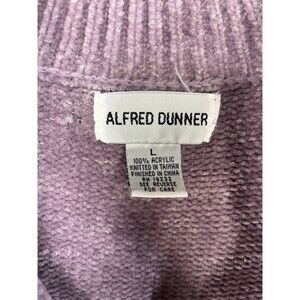 ALFRED DUNNER
L
100% ACRYLIC
KNITTED IN TAIWAN
FINISHED IN CHINA
RN 19232
SEE REVERSE
FOR CARE